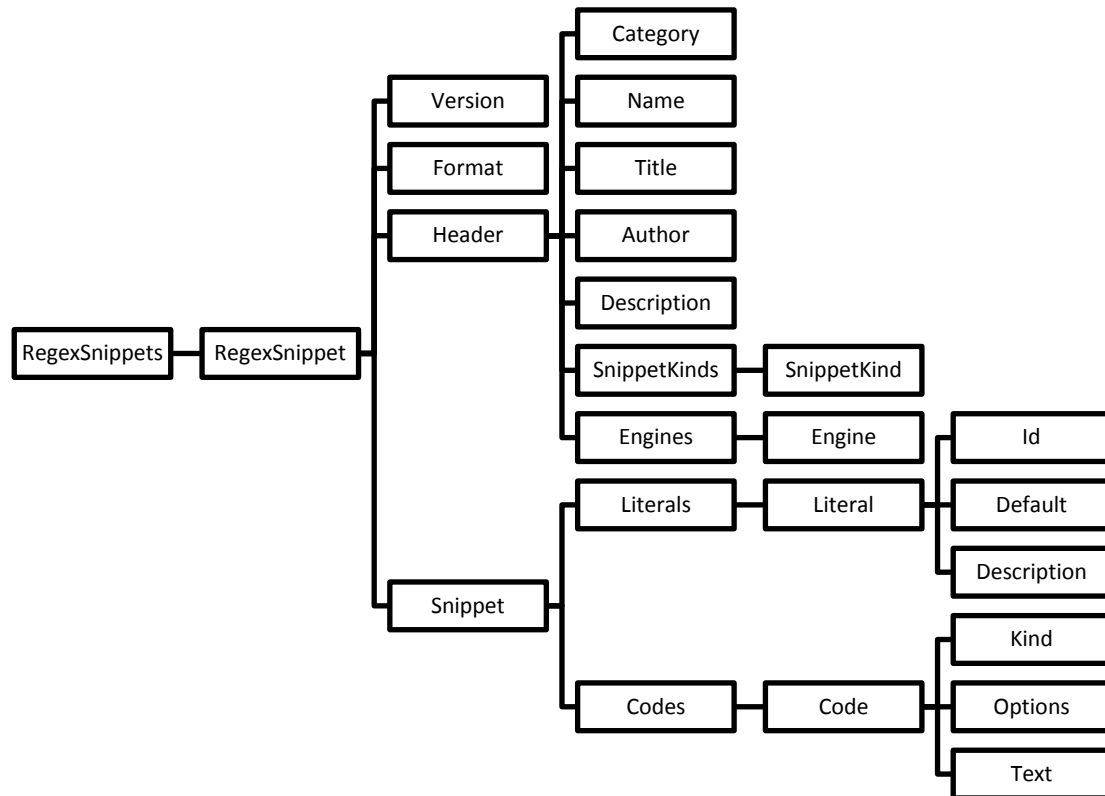 Category
Version
Name
Format
Title
Header
Author
Description
RegexSnippets
RegexSnippet
SnippetKinds
SnippetKind
Engines
Engine
Id
Literals
Literal
Default
Description
Snippet
Kind
Codes
Code
Options
Text